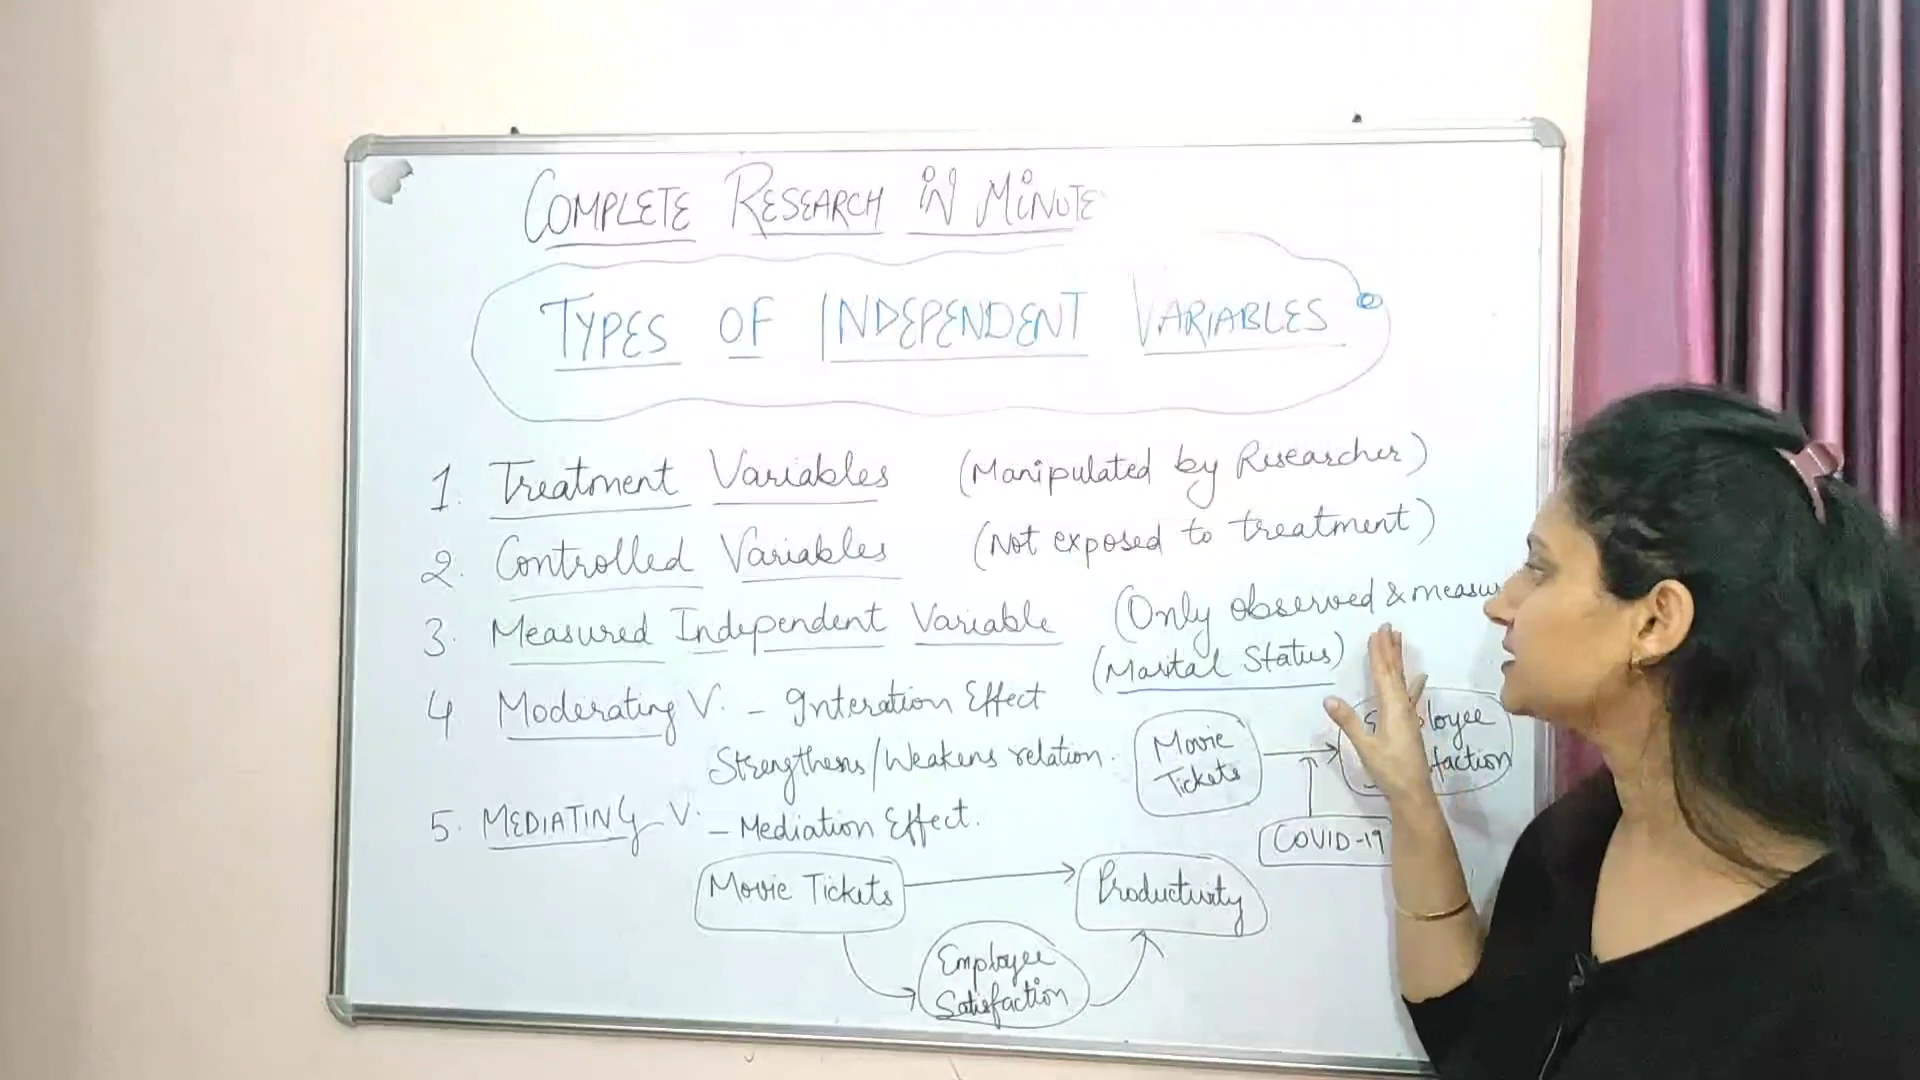 COMPLETE RESEARCH IN MINUTE
TYPES OF INDEPENDENT VARIABLES
1. Treatment Variables (Manipulated by Researcher)
2. Controlled Variables (Not exposed to treatment)
3. Measured Independent Variable (Only observed & measu
(Marital Status)
4 Moderating V. - Interation Effect
Strengthens/Weakens relation.
Movie
Tickets
ployee
faction
COVID-19
5. MEDIATING V. - Mediation Effect.
Movie Tickets
Productivity
Employee
Satisfaction